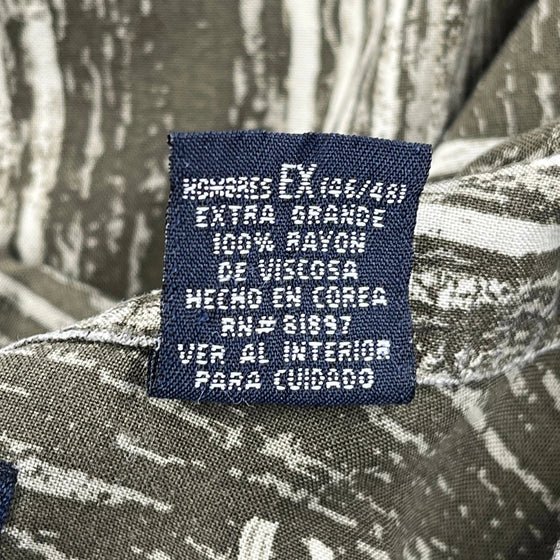 HOMBRES EX (46/48)
EXTRA GRANDE
100% RAYON
DE VISCOSA
HECHO EN COREA
RN# 81897
VER AL INTERIOR
PARA CUIDADO